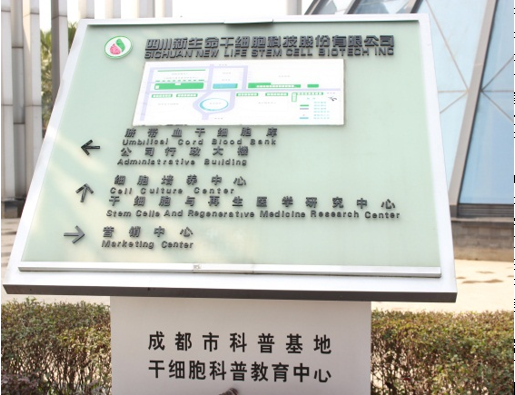 四川新生命干细胞科技股份有限公司
SICHUAN NEW LIFE STEM CELL BIOTECH INC
脐带血干细胞库
Umbilical Cord Blood Bank
公司行政大楼
Administrative Building
细胞培养中心
Cell Culture Center
干细胞与再生医学研究中心
Stem Cells And Regenerative Medicine Research Center
营销中心
Marketing Center
成都市科普基地
干细胞科普教育中心